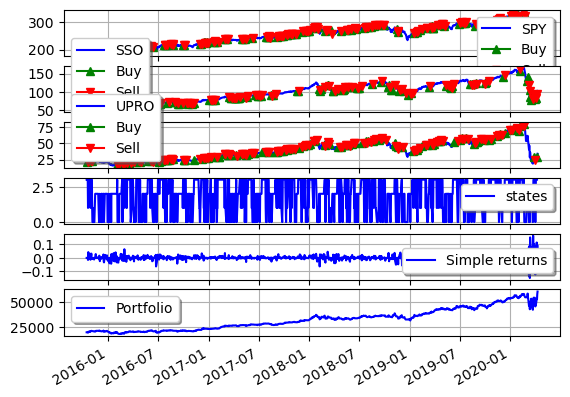 300
200
SPY
Buy
SSO
Buy
Sell
150
100
50
UPRO
Buy
Sell
75
50
25
2.5
0.0
states
0.1
0.0
−0.1
Simple returns
50000
25000
Portfolio
2016-01
2016-07
2017-01
2017-07
2018-01
2018-07
2019-01
2019-07
2020-01